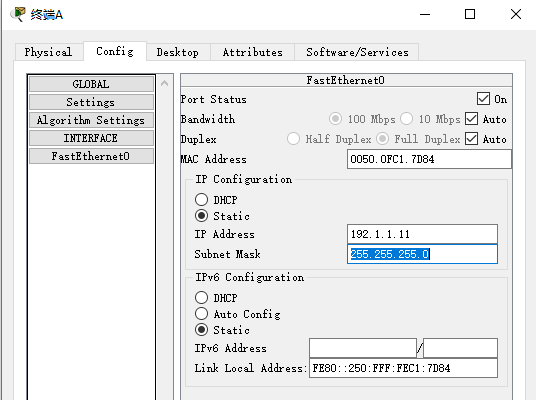 终端A
Physical Config Desktop Attributes Software/Services
GLOBAL
Settings
Algorithm Settings
INTERFACE
FastEthernet0
FastEthernet0
Port Status On
Bandwidth 100 Mbps 10 Mbps Auto
Duplex Half Duplex Full Duplex Auto
MAC Address 0050.0FC1.7D84
IP Configuration
DHCP
Static
IP Address 192.1.1.11
Subnet Mask 255.255.255.0
IPv6 Configuration
DHCP
Auto Config
Static
IPv6 Address /
Link Local Address: FE80::250:FFF:FEC1:7D84